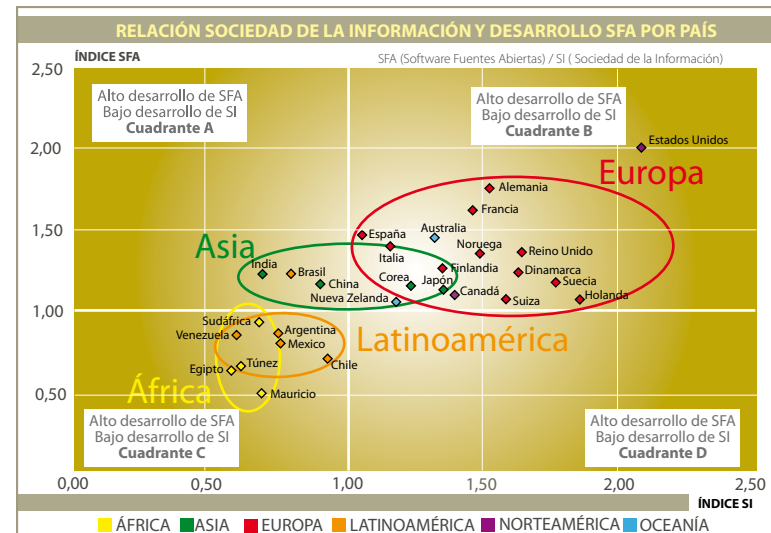 RELACIÓN SOCIEDAD DE LA INFORMACIÓN Y DESARROLLO SFA POR PAÍS
ÍNDICE SFA
SFA (Software Fuentes Abiertas) / SI ( Sociedad de la Información)
2,50
Alto desarrollo de SFA
Bajo desarrollo de SI
Cuadrante A
Alto desarrollo de SFA
Bajo desarrollo de SI
Cuadrante B
2,00
Estados Unidos
Europa
Alemania
Francia
1,50
España
Australia
Asia
Italia
Noruega
Reino Unido
India
Brasil
Corea
Finlandia
Dinamarca
China
Japón
Suecia
Nueva Zelanda
Canadá
Suiza
Holanda
1,00
Sudáfrica
Venezuela
Argentina
Mexico
Latinoamérica
Chile
Egipto
Túnez
África
Mauricio
0,50
Alto desarrollo de SFA
Bajo desarrollo de SI
Cuadrante C
Alto desarrollo de SFA
Bajo desarrollo de SI
Cuadrante D
0,00 0,50 1,00 1,50 2,00 2,50
ÍNDICE SI
ÁFRICA ASIA EUROPA LATINOAMÉRICA NORTEAMÉRICA OCEANÍA